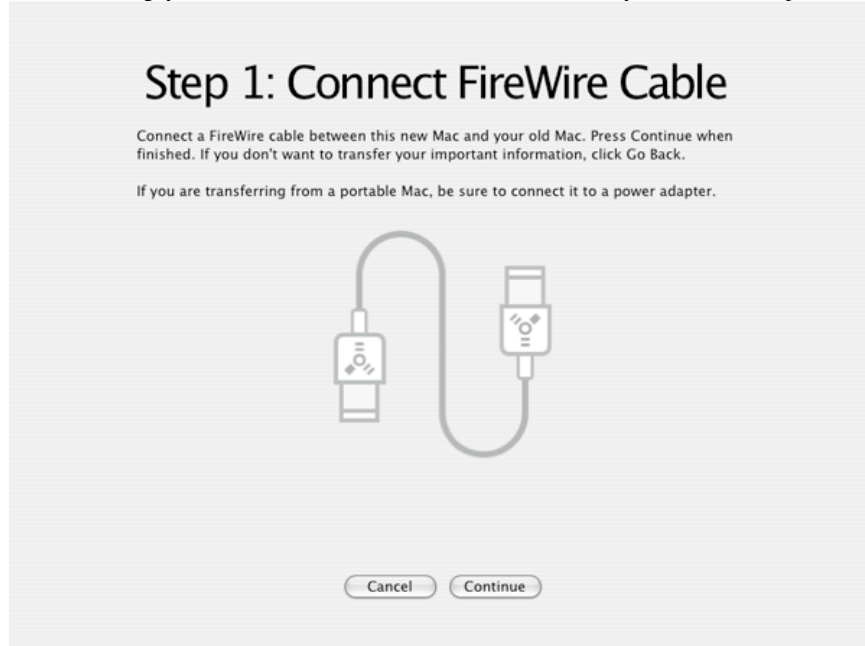 Step 1: Connect FireWire Cable
Connect a FireWire cable between this new Mac and your old Mac. Press Continue when
finished. If you don't want to transfer your important information, click Go Back.
If you are transferring from a portable Mac, be sure to connect it to a power adapter.
Cancel Continue